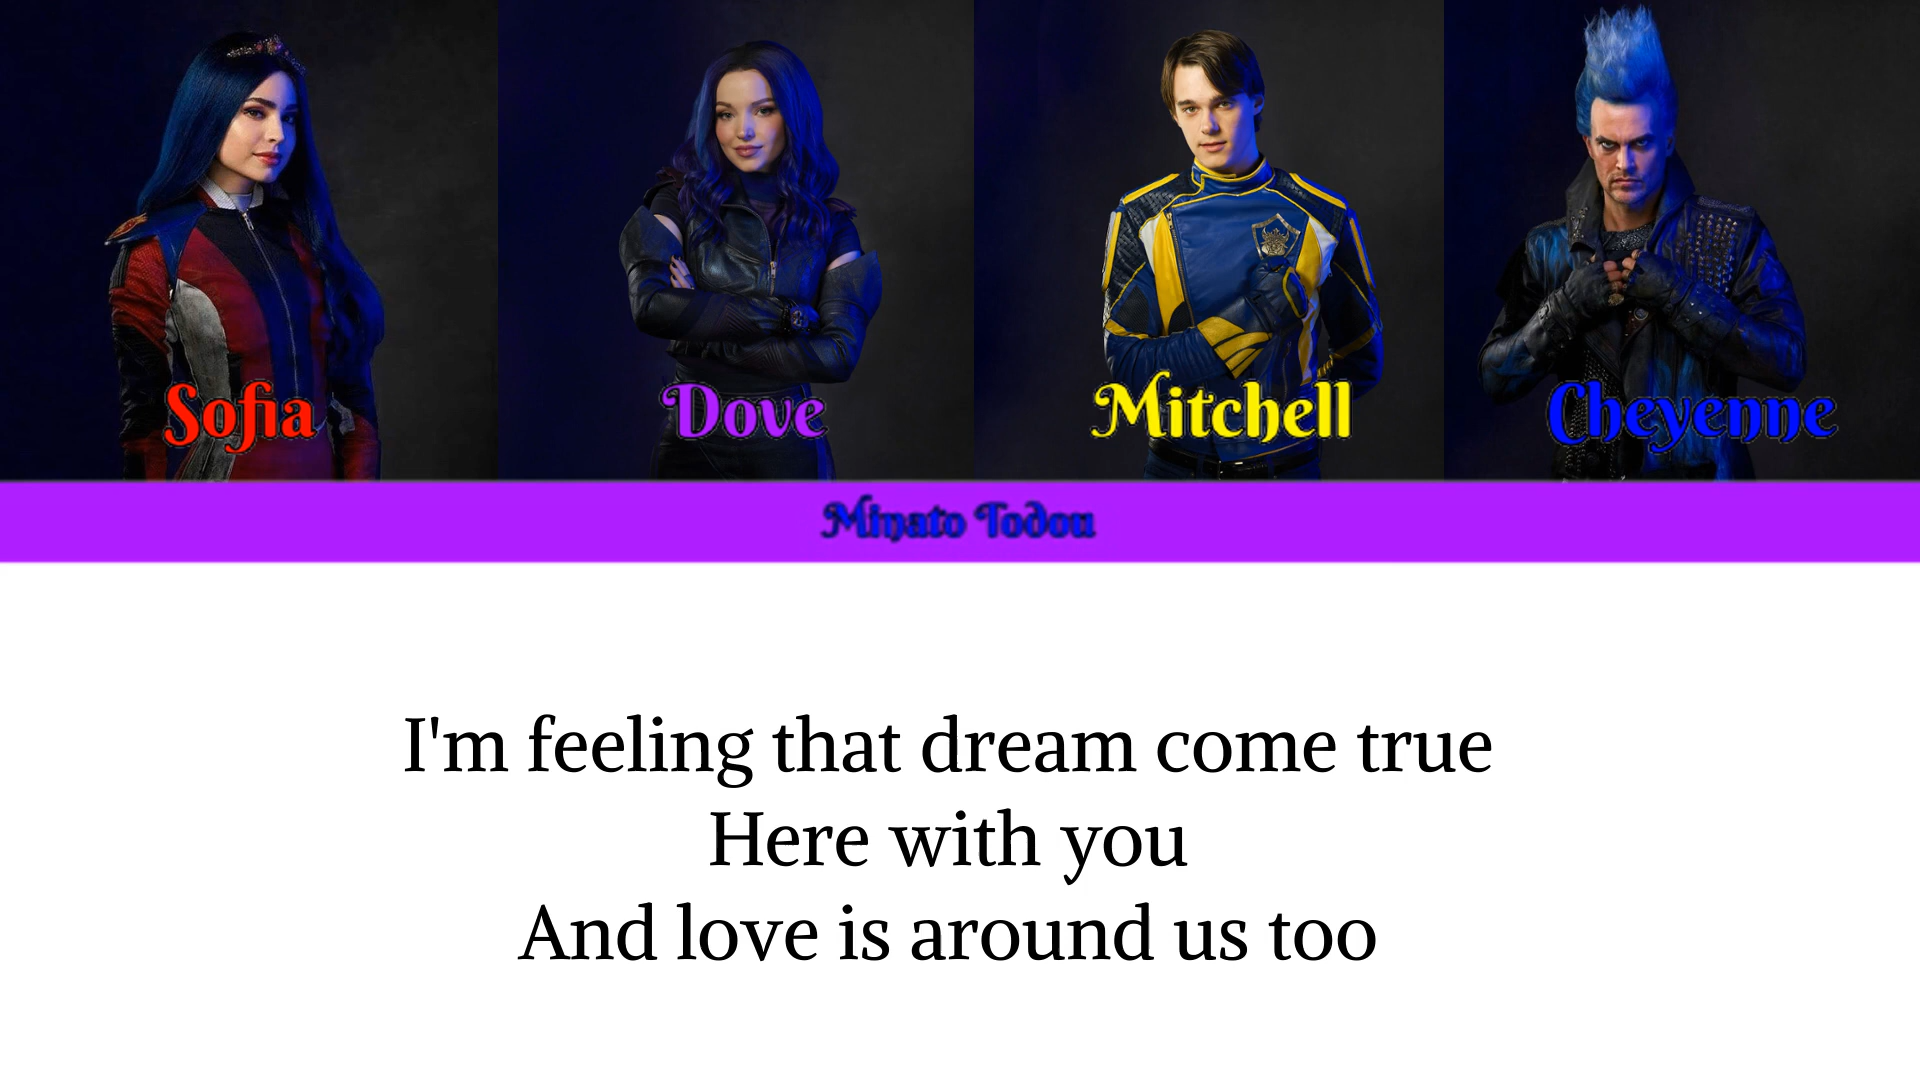 Sofia
Dove
Mitchell
Cheyenne
Minato Todou
I'm feeling that dream come true
Here with you
And love is around us too